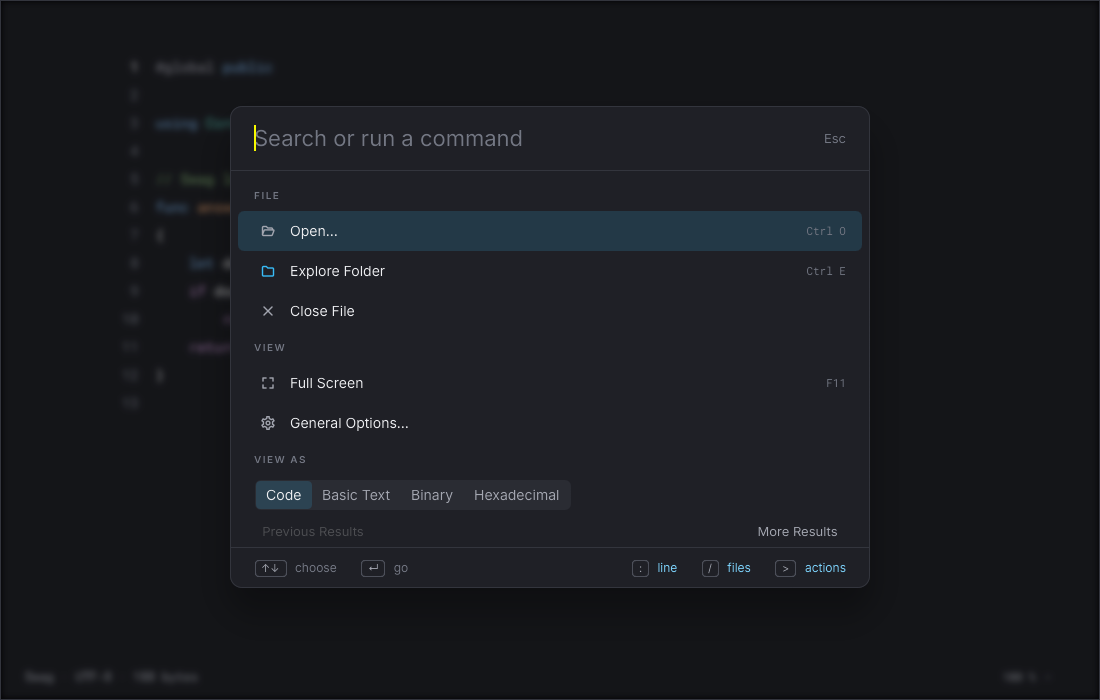 Search or run a command Esc
FILE
Open... Ctrl O
Explore Folder Ctrl E
Close File
VIEW
Full Screen F11
General Options...
VIEW AS
Code Basic Text Binary Hexadecimal
Previous Results More Results
↑↓ choose ↵ go : line / files > actions